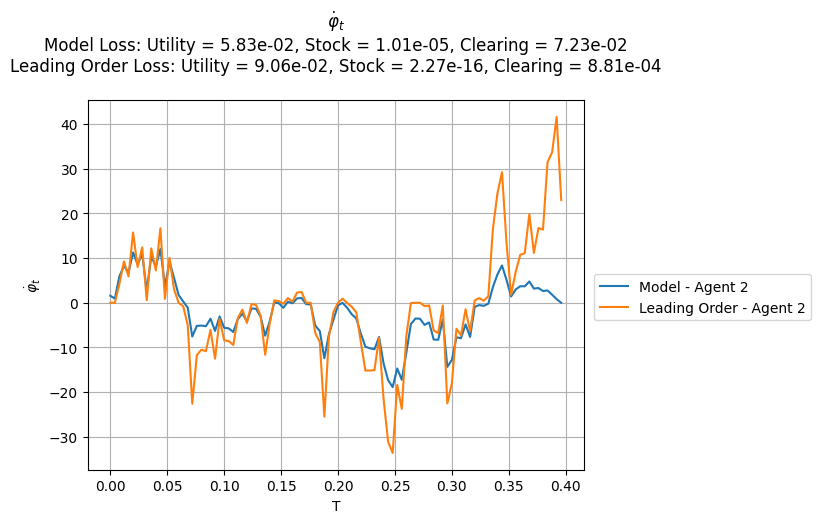 φ̇ₜ
Model Loss: Utility = 5.83e-02, Stock = 1.01e-05, Clearing = 7.23e-02
Leading Order Loss: Utility = 9.06e-02, Stock = 2.27e-16, Clearing = 8.81e-04
40
30
20
10
0
−10
−20
−30
φ̇ₜ
0.00 0.05 0.10 0.15 0.20 0.25 0.30 0.35 0.40
T
Model - Agent 2
Leading Order - Agent 2